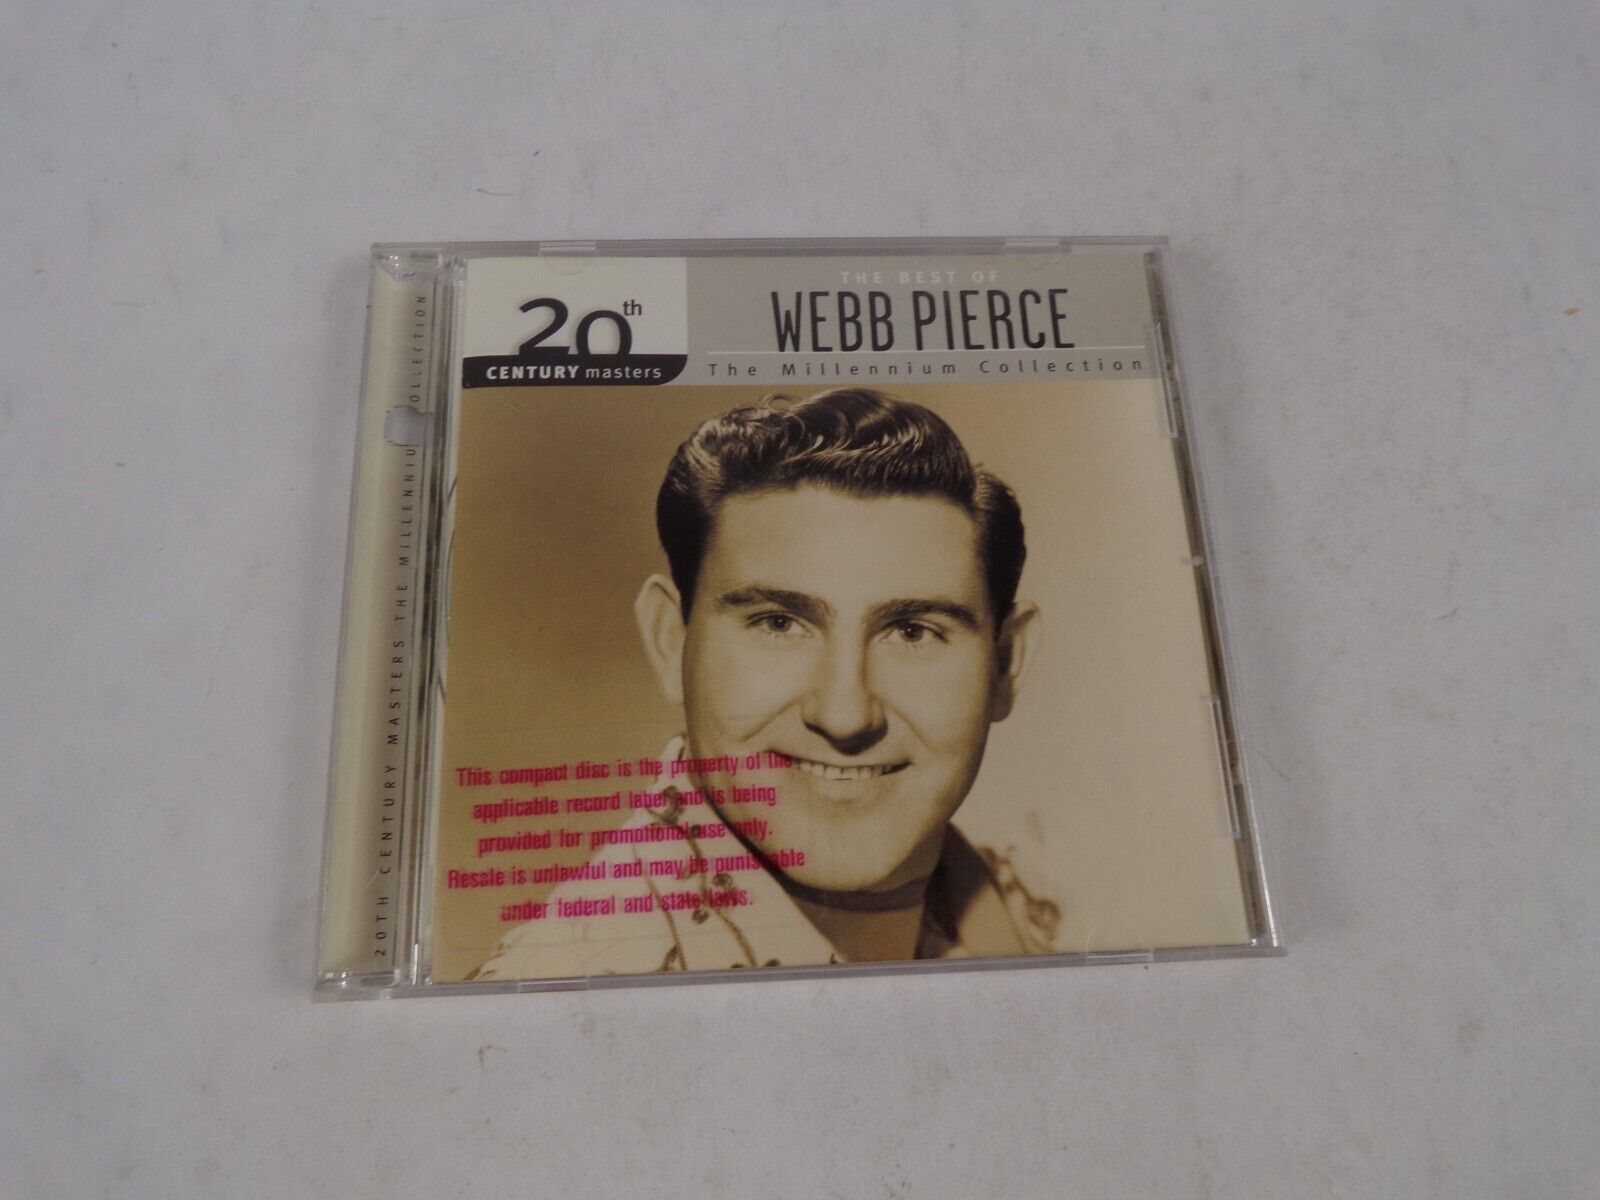 20th
CENTURY masters
THE BEST OF
WEBB PIERCE
The Millennium Collection
20TH CENTURY MASTERS THE MILLENNIUM COLLECTION
This compact disc is the property of the
applicable record label and is being
provided for promotional use only.
Resale is unlawful and may be punishable
under federal and state laws.